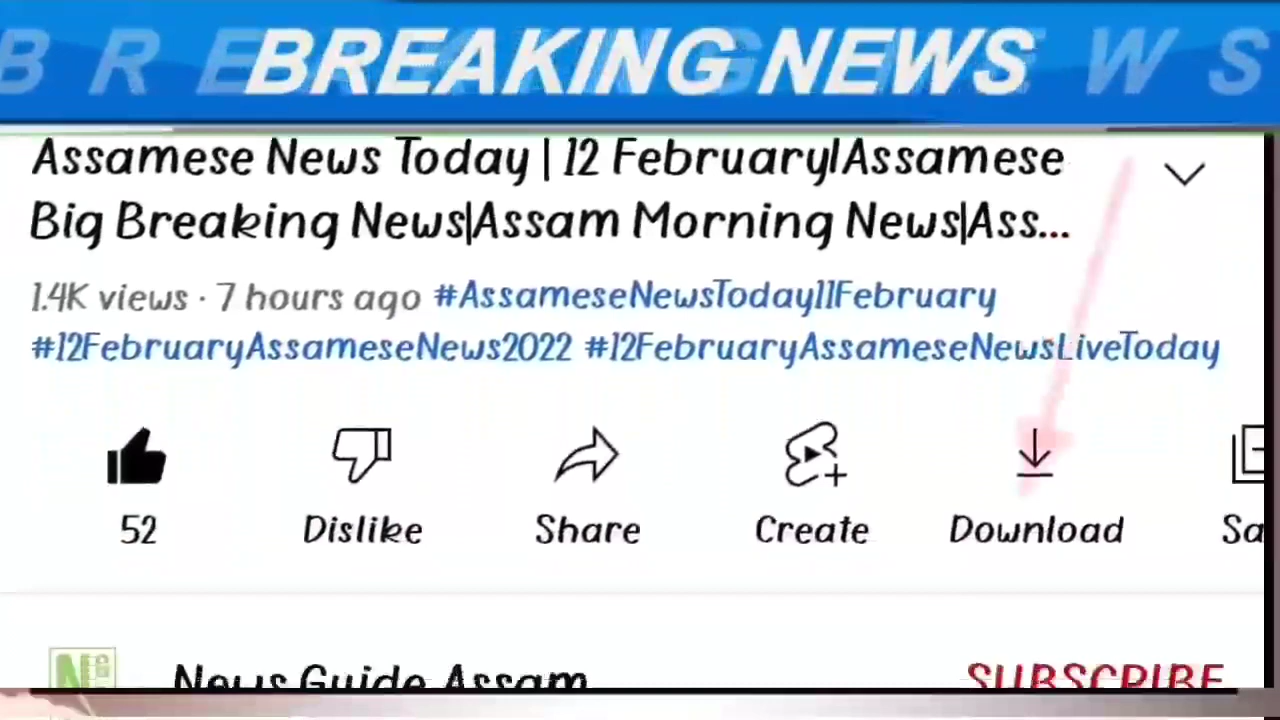 BREAKING NEWS
Assamese News Today | 12 February|Assamese
Big Breaking News|Assam Morning News|Ass...
1.4K views · 7 hours ago #AssameseNewsToday11February
#12FebruaryAssameseNews2022 #12FebruaryAssameseNewsLiveToday
52 Dislike Share Create Download Sa
News Guide Assam SUBSCRIBE